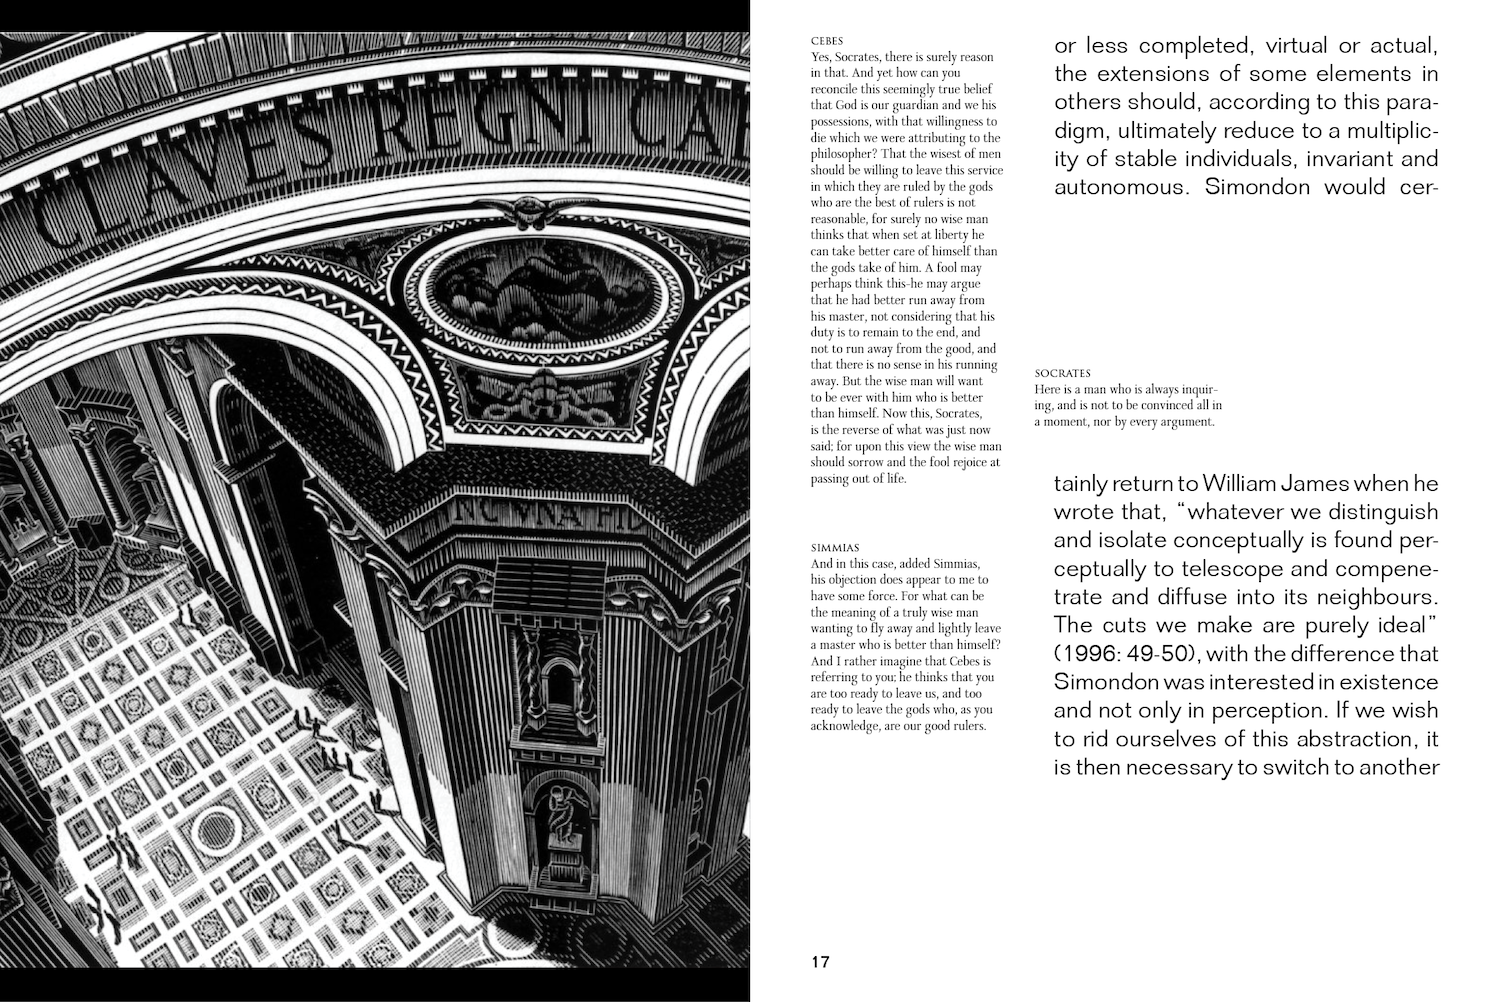 CLAVES REGNI CAE
NC VNA FID
CEBES
Yes, Socrates, there is surely reason
in that. And yet how can you
reconcile this seemingly true belief
that God is our guardian and we his
possessions, with that willingness to
die which we were attributing to the
philosopher? That the wisest of men
should be willing to leave this service
in which they are ruled by the gods
who are the best of rulers is not
reasonable, for surely no wise man
thinks that when set at liberty he
can take better care of himself than
the gods take of him. A fool may
perhaps think this–he may argue
that he had better run away from
his master, not considering that his
duty is to remain to the end, and
not to run away from the good, and
that there is no sense in his running
away. But the wise man will want
to be ever with him who is better
than himself. Now this, Socrates,
is the reverse of what was just now
said; for upon this view the wise man
should sorrow and the fool rejoice at
passing out of life.
SIMMIAS
And in this case, added Simmias,
his objection does appear to me to
have some force. For what can be
the meaning of a truly wise man
wanting to fly away and lightly leave
a master who is better than himself?
And I rather imagine that Cebes is
referring to you; he thinks that you
are too ready to leave us, and too
ready to leave the gods who, as you
acknowledge, are our good rulers.
or less completed, virtual or actual,
the extensions of some elements in
others should, according to this para-
digm, ultimately reduce to a multiplic-
ity of stable individuals, invariant and
autonomous. Simondon would cer-
SOCRATES
Here is a man who is always inquir-
ing, and is not to be convinced all in
a moment, nor by every argument.
tainly return to William James when he
wrote that, “whatever we distinguish
and isolate conceptually is found per-
ceptually to telescope and compene-
trate and diffuse into its neighbours.
The cuts we make are purely ideal”
(1996: 49-50), with the difference that
Simondon was interested in existence
and not only in perception. If we wish
to rid ourselves of this abstraction, it
is then necessary to switch to another
17